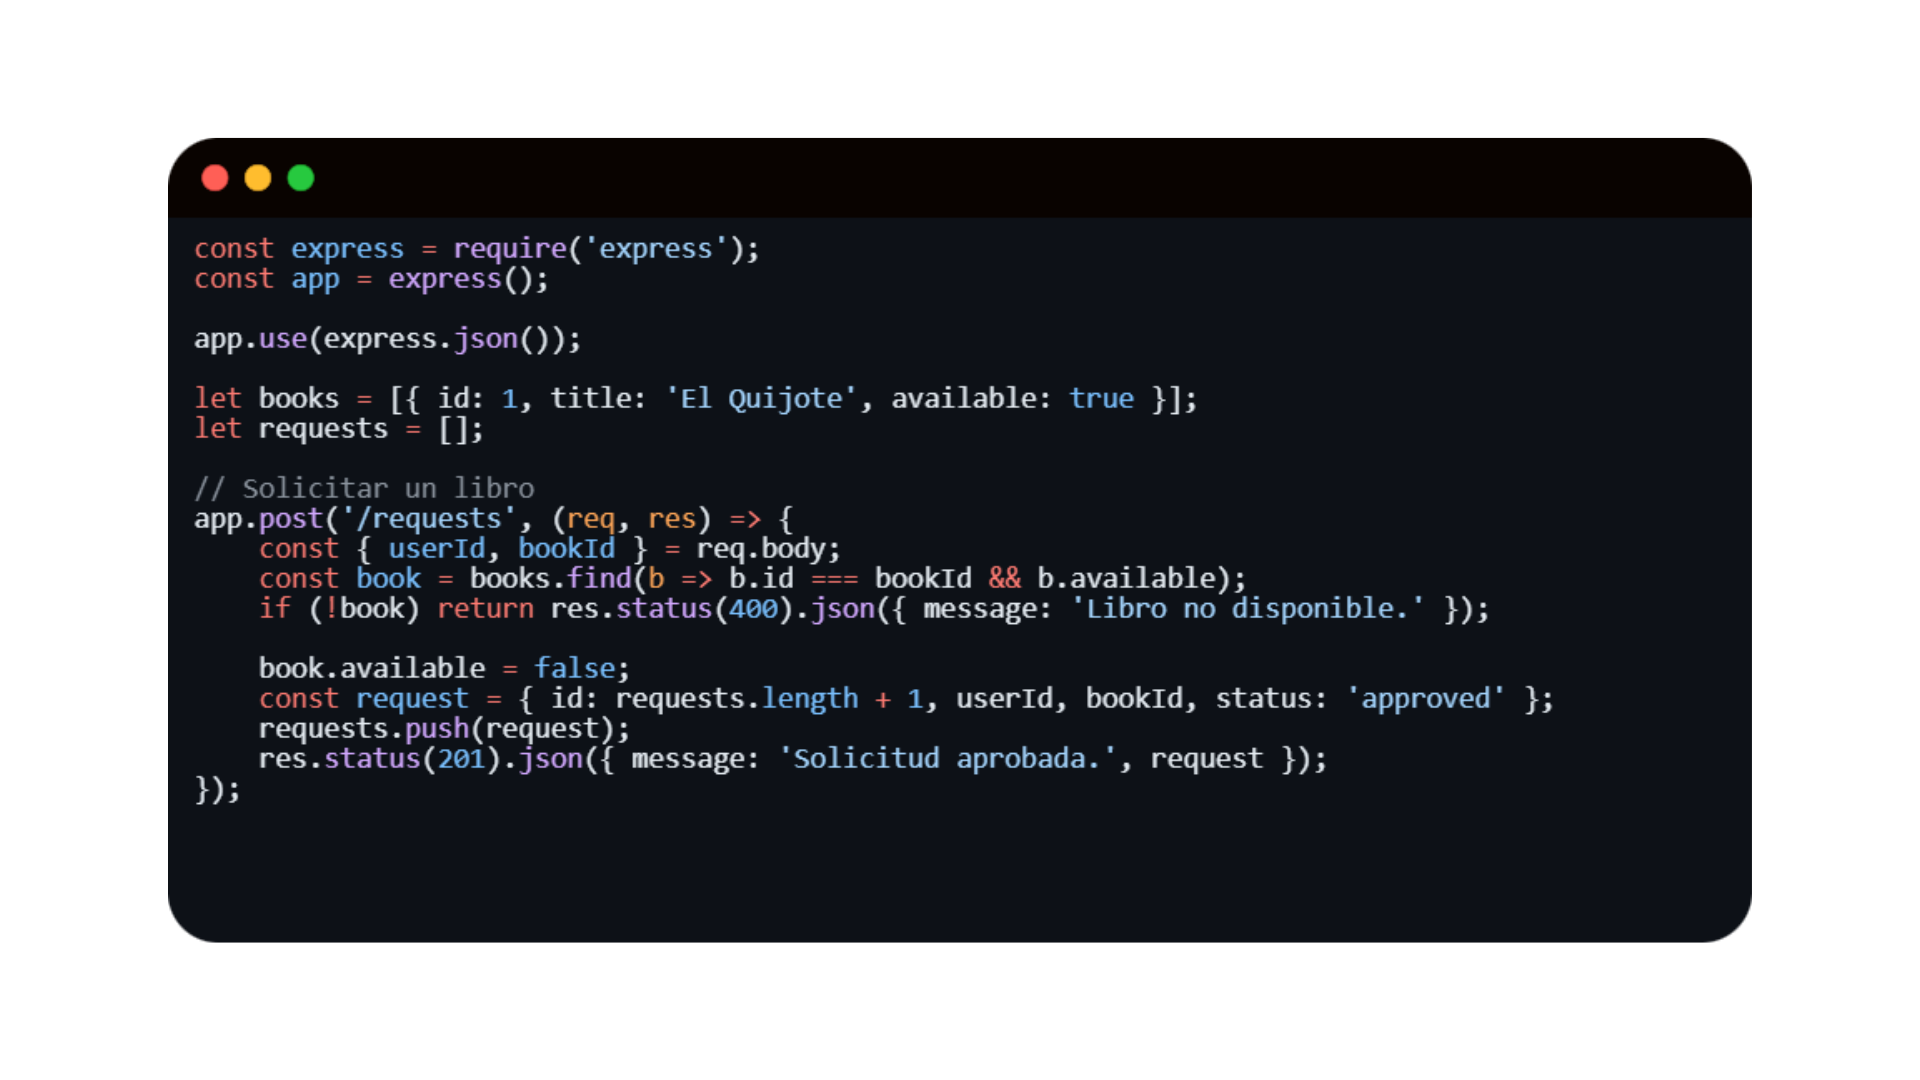 const express = require('express');
const app = express();

app.use(express.json());

let books = [{ id: 1, title: 'El Quijote', available: true }];
let requests = [];

// Solicitar un libro
app.post('/requests', (req, res) => {
    const { userId, bookId } = req.body;
    const book = books.find(b => b.id === bookId && b.available);
    if (!book) return res.status(400).json({ message: 'Libro no disponible.' });

    book.available = false;
    const request = { id: requests.length + 1, userId, bookId, status: 'approved' };
    requests.push(request);
    res.status(201).json({ message: 'Solicitud aprobada.', request });
});